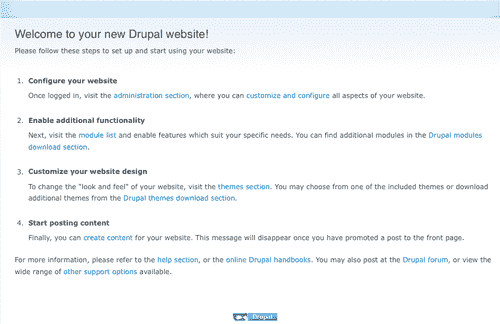 Welcome to your new Drupal website!
Please follow these steps to set up and start using your website:
1. Configure your website
Once logged in, visit the administration section, where you can customize and configure all aspects of your website.
2. Enable additional functionality
Next, visit the module list and enable features which suit your specific needs. You can find additional modules in the Drupal modules
download section.
3. Customize your website design
To change the "look and feel" of your website, visit the themes section. You may choose from one of the included themes or download
additional themes from the Drupal themes download section.
4. Start posting content
Finally, you can create content for your website. This message will disappear once you have promoted a post to the front page.
For more information, please refer to the help section, or the online Drupal handbooks. You may also post at the Drupal forum, or view the
wide range of other support options available.
Drupal